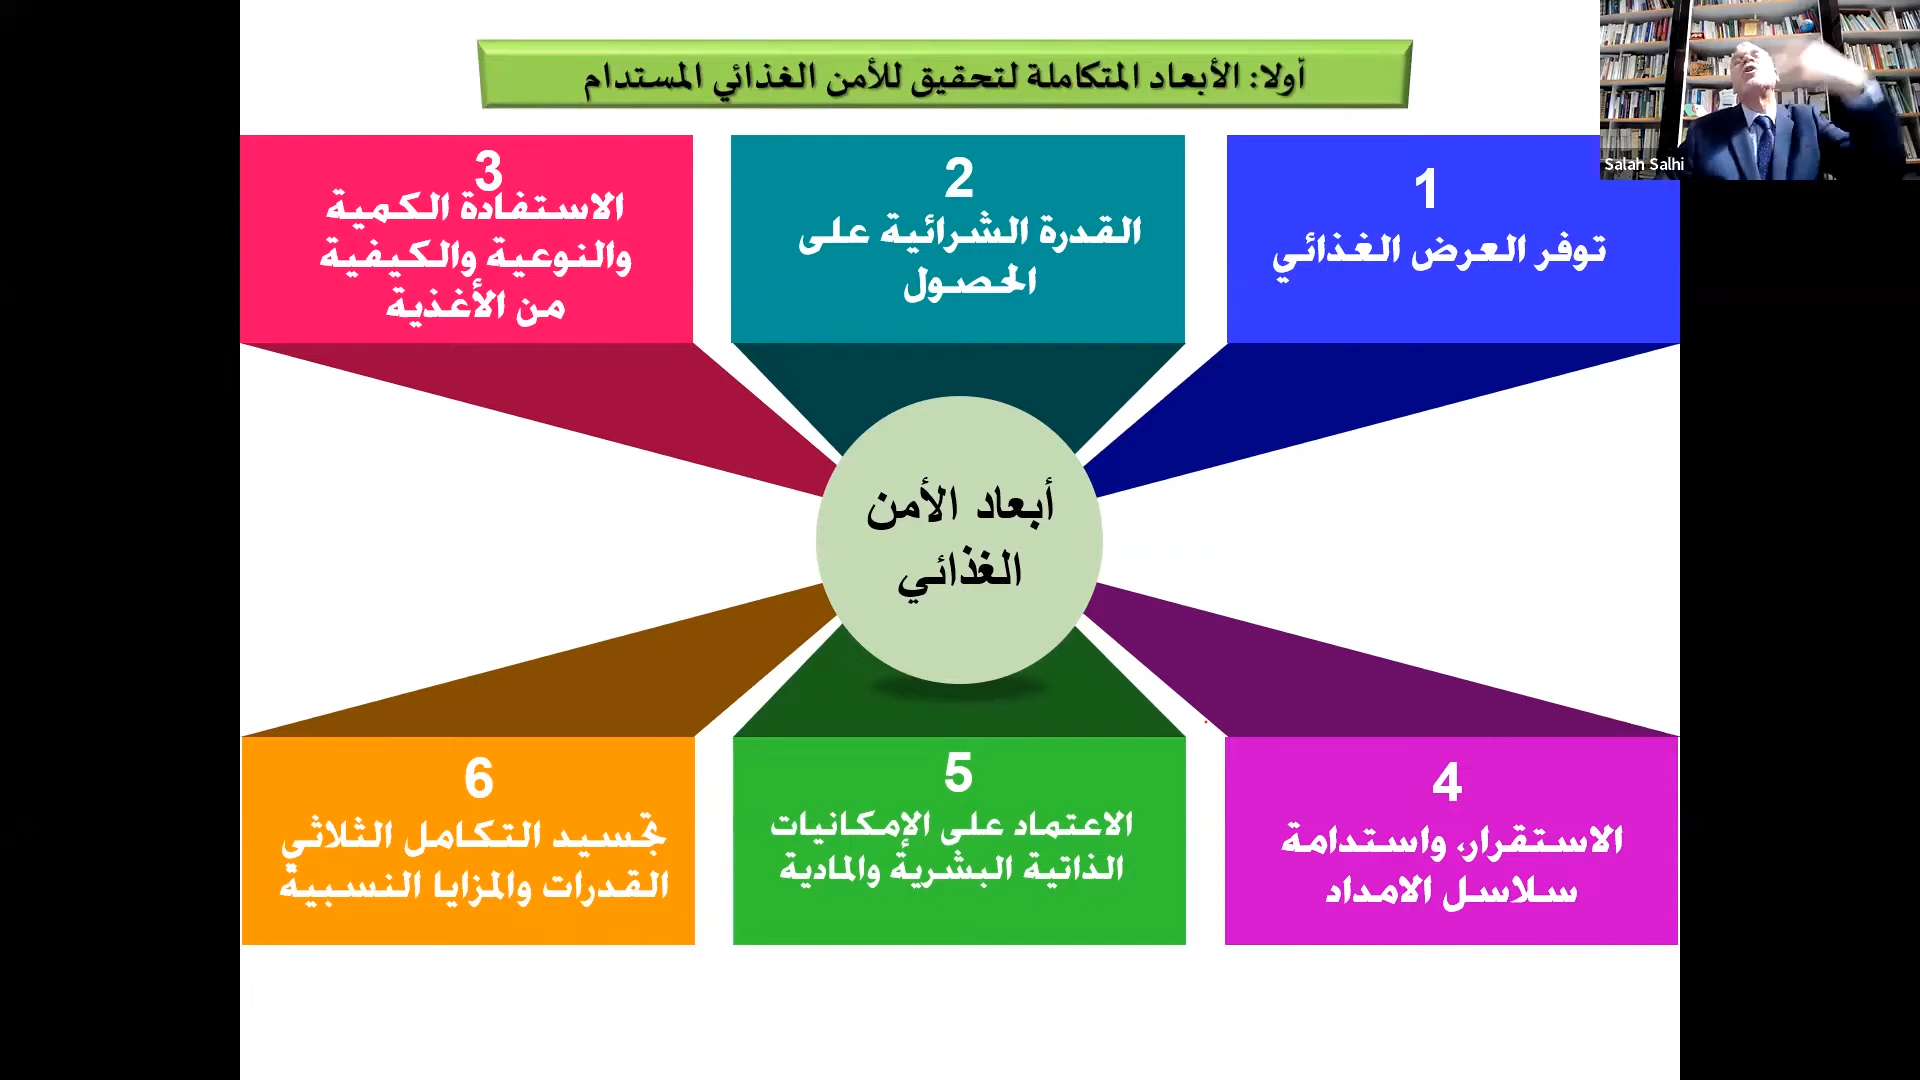 أولا: الأبعاد المتكاملة لتحقيق للأمن الغذائي المستدام
Salah Salhi
1
توفر العرض الغذائي
2
القدرة الشرائية على
الحصول
3
الاستفادة الكمية
والنوعية والكيفية
من الأغذية
أبعاد الأمن
الغذائي
4
الاستقرار، واستدامة
سلاسل الامداد
5
الاعتماد على الإمكانيات
الذاتية البشرية والمادية
6
تجسيد التكامل الثلاثي
القدرات والمزايا النسبية